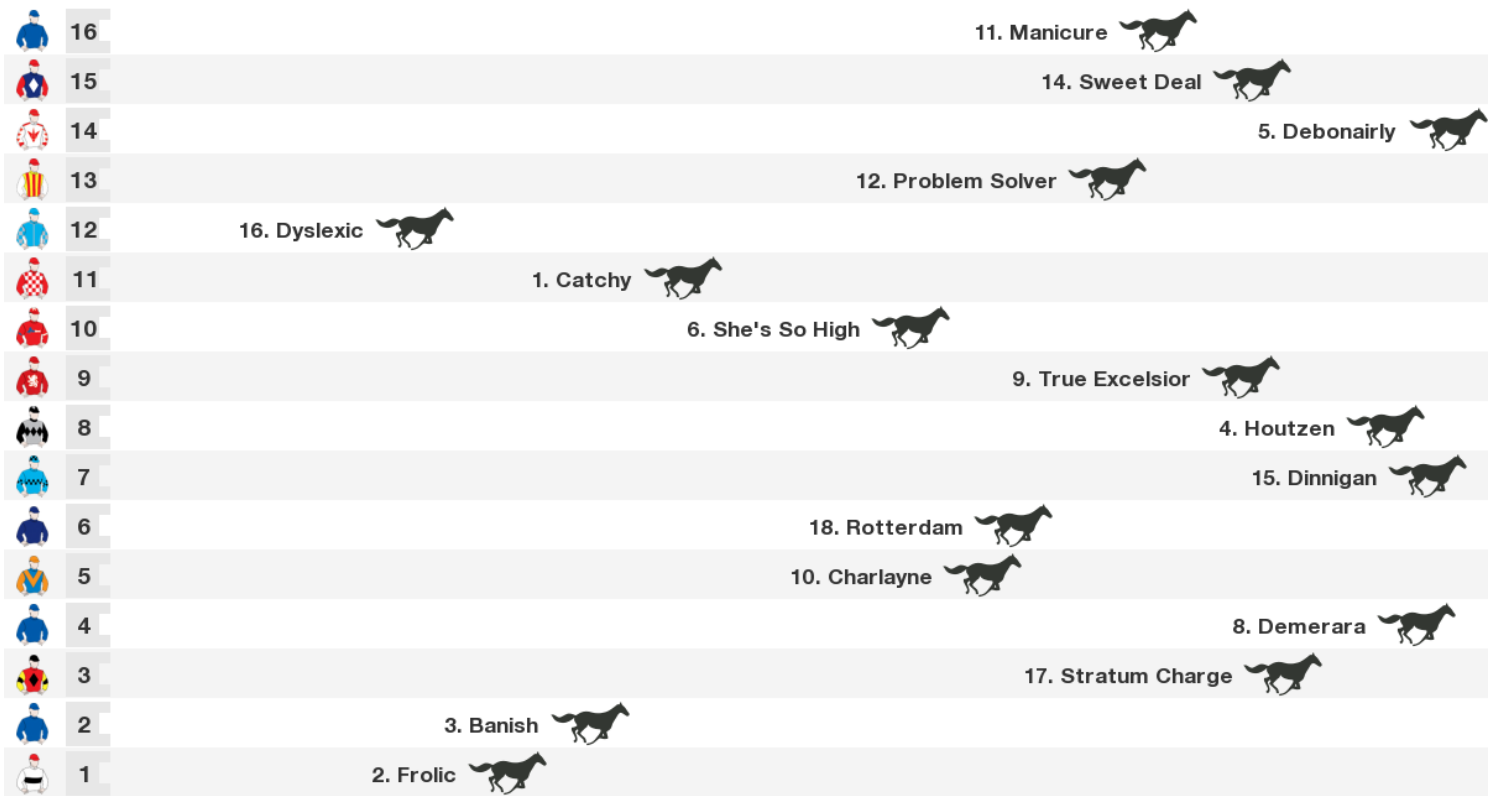 16 11. Manicure
15 14. Sweet Deal
14 5. Debonairly
13 12. Problem Solver
12 16. Dyslexic
11 1. Catchy
10 6. She's So High
9 9. True Excelsior
8 4. Houtzen
7 15. Dinnigan
6 18. Rotterdam
5 10. Charlayne
4 8. Demerara
3 17. Stratum Charge
2 3. Banish
1 2. Frolic